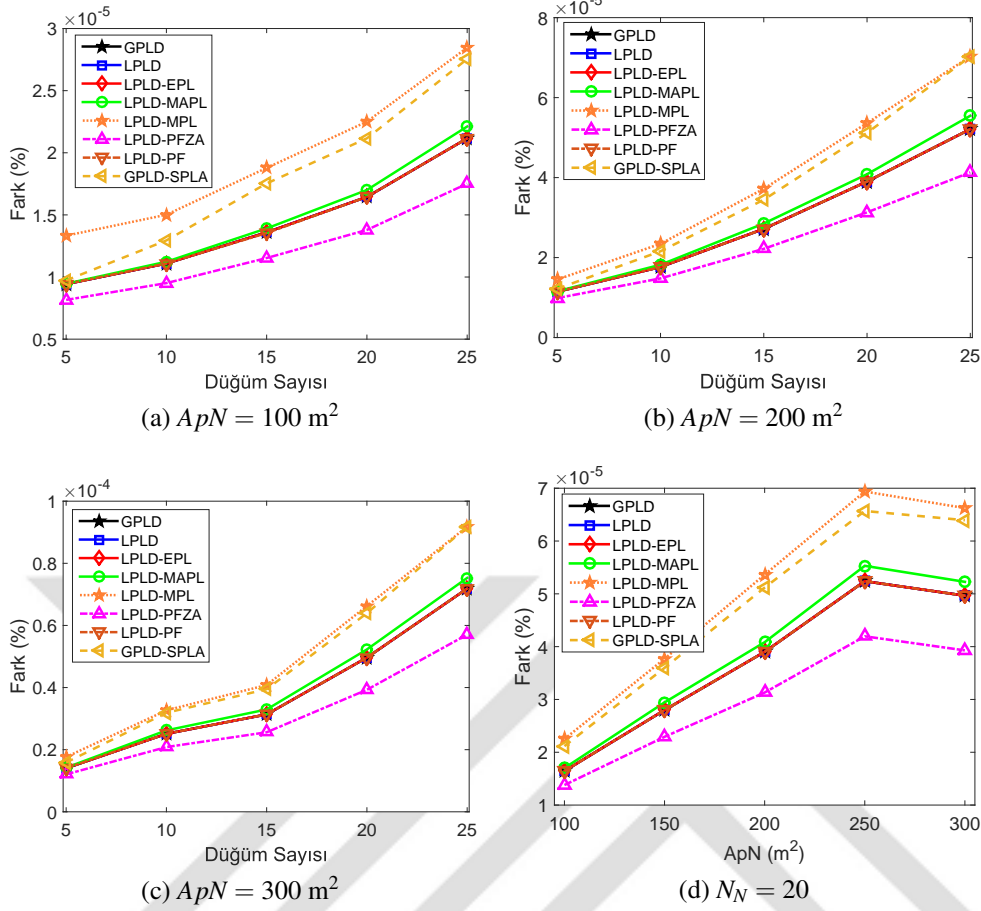 ×10⁻⁵
3
2.5
2
1.5
1
0.5
Fark (%)
GPLD
LPLD
LPLD-EPL
LPLD-MAPL
LPLD-MPL
LPLD-PFZA
LPLD-PF
GPLD-SPLA
5 10 15 20 25
Düğüm Sayısı
(a) ApN = 100 m²
×10⁻⁵
8
6
4
2
0
Fark (%)
GPLD
LPLD
LPLD-EPL
LPLD-MAPL
LPLD-MPL
LPLD-PFZA
LPLD-PF
GPLD-SPLA
5 10 15 20 25
Düğüm Sayısı
(b) ApN = 200 m²
×10⁻⁴
1
0.8
0.6
0.4
0.2
0
Fark (%)
GPLD
LPLD
LPLD-EPL
LPLD-MAPL
LPLD-MPL
LPLD-PFZA
LPLD-PF
GPLD-SPLA
5 10 15 20 25
Düğüm Sayısı
(c) ApN = 300 m²
×10⁻⁵
7
6
5
4
3
2
1
Fark (%)
GPLD
LPLD
LPLD-EPL
LPLD-MAPL
LPLD-MPL
LPLD-PFZA
LPLD-PF
GPLD-SPLA
100 150 200 250 300
ApN (m²)
(d) N_N = 20